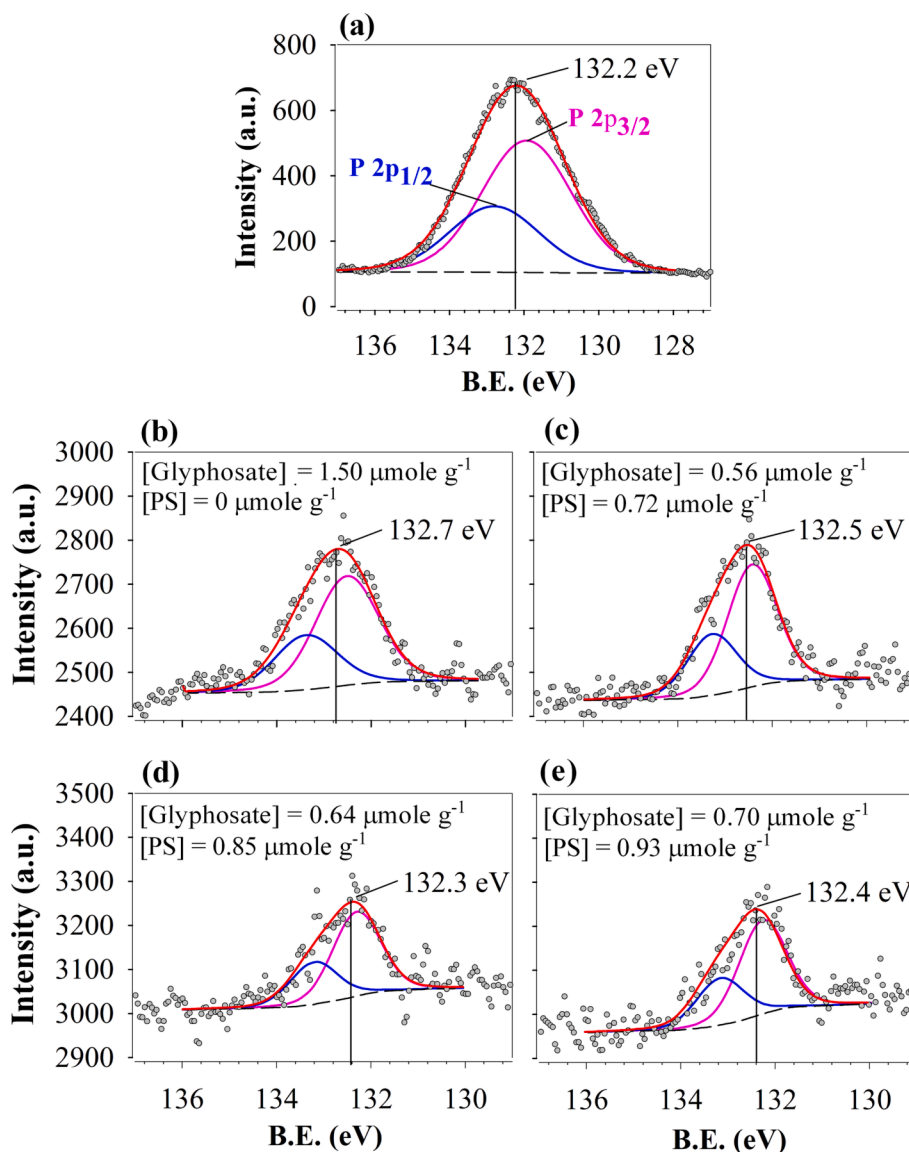 (a)
800
600
400
200
0
Intensity (a.u.)
132.2 eV
P 2p3/2
P 2p1/2
136 134 132 130 128
B.E. (eV)
(b)
3000
2900
2800
2700
2600
2500
2400
Intensity (a.u.)
[Glyphosate] = 1.50 μmole g-1
[PS] = 0 μmole g-1
132.7 eV
(c)
[Glyphosate] = 0.56 μmole g-1
[PS] = 0.72 μmole g-1
132.5 eV
(d)
3500
3400
3300
3200
3100
3000
2900
Intensity (a.u.)
[Glyphosate] = 0.64 μmole g-1
[PS] = 0.85 μmole g-1
132.3 eV
136 134 132 130
B.E. (eV)
(e)
[Glyphosate] = 0.70 μmole g-1
[PS] = 0.93 μmole g-1
132.4 eV
136 134 132 130
B.E. (eV)